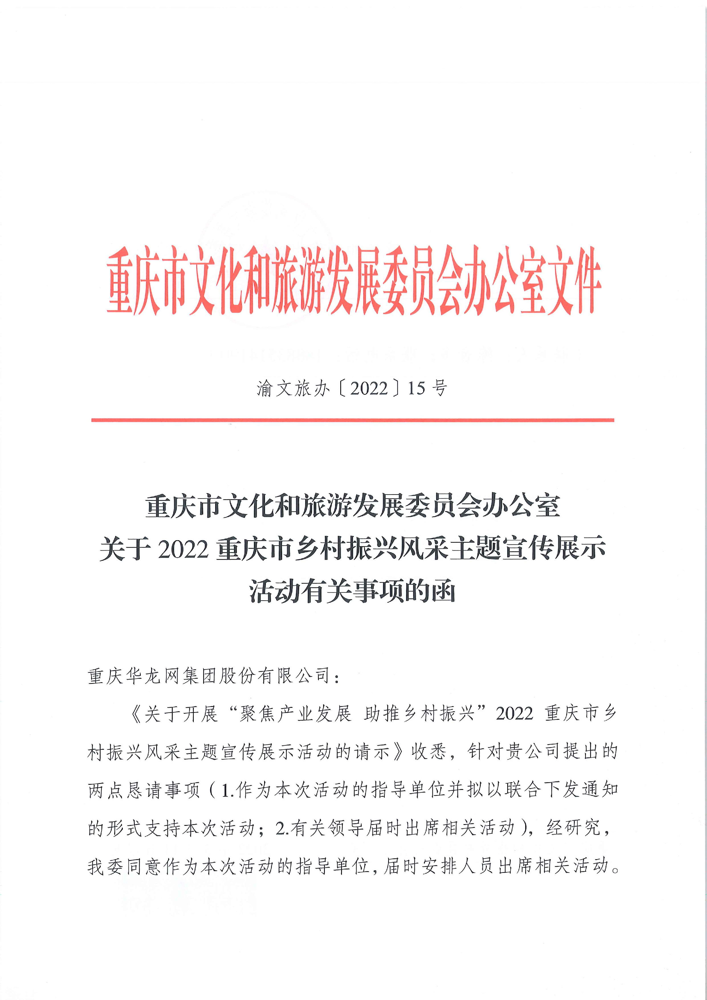 重庆市文化和旅游发展委员会办公室文件
渝文旅办〔2022〕15 号
重庆市文化和旅游发展委员会办公室
关于 2022 重庆市乡村振兴风采主题宣传展示
活动有关事项的函
重庆华龙网集团股份有限公司：
《关于开展“聚焦产业发展 助推乡村振兴”2022 重庆市乡
村振兴风采主题宣传展示活动的请示》收悉，针对贵公司提出的
两点恳请事项（1.作为本次活动的指导单位并拟以联合下发通知
的形式支持本次活动；2.有关领导届时出席相关活动），经研究，
我委同意作为本次活动的指导单位，届时安排人员出席相关活动。